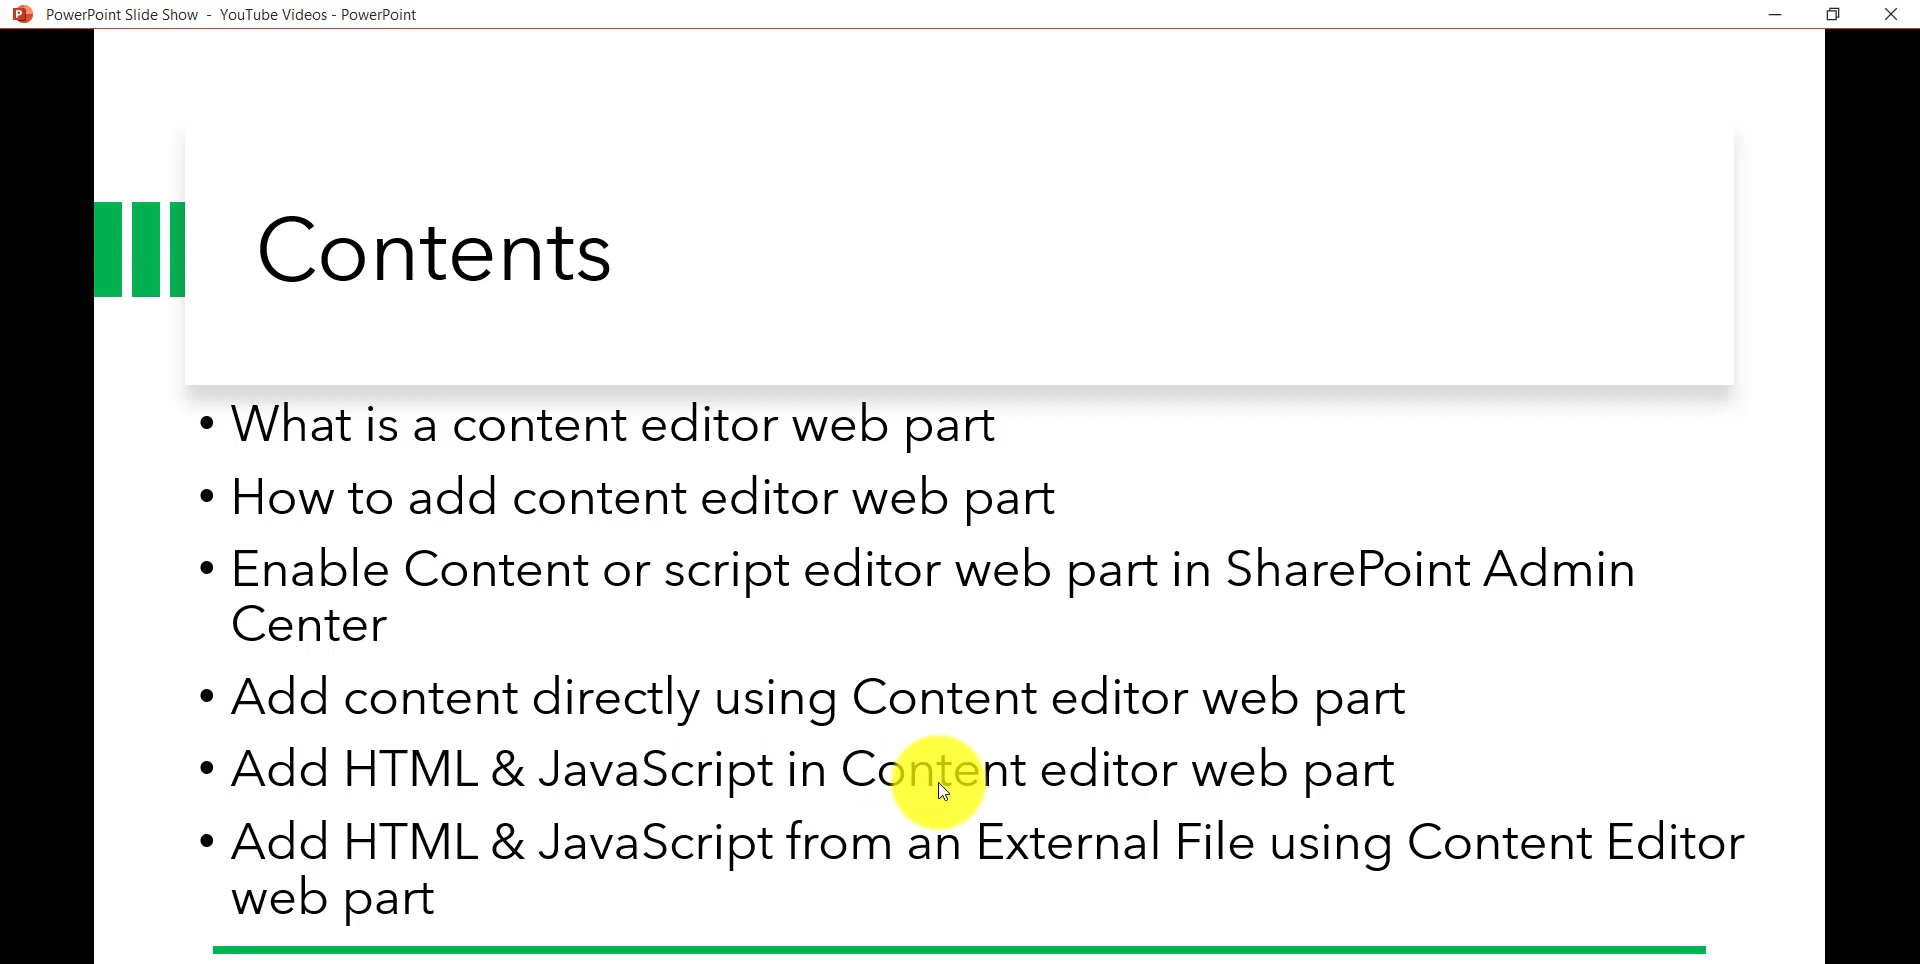 PowerPoint Slide Show - YouTube Videos - PowerPoint
Contents
• What is a content editor web part
• How to add content editor web part
• Enable Content or script editor web part in SharePoint Admin
Center
• Add content directly using Content editor web part
• Add HTML & JavaScript in Content editor web part
• Add HTML & JavaScript from an External File using Content Editor
web part